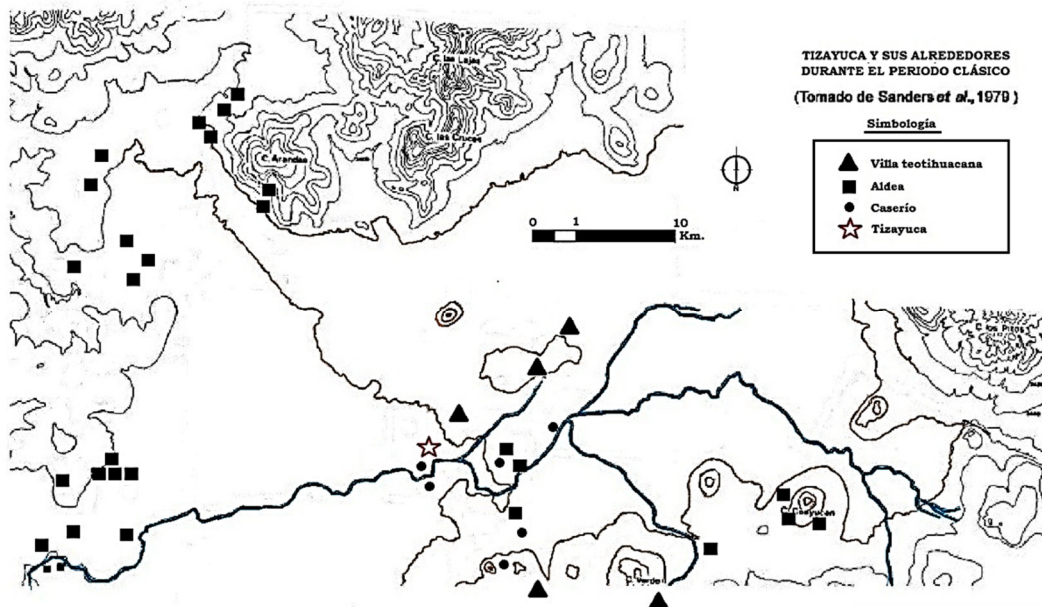 TIZAYUCA Y SUS ALREDEDORES
DURANTE EL PERIODO CLÁSICO
(Tomado de Sanders et al., 1979)
Simbología
Villa teotihuacana
Aldea
Caserío
Tizayuca
C. las Lajas
C. las Cruces
C. Arandas
0 1 10
Km.
N
C. los Pitos